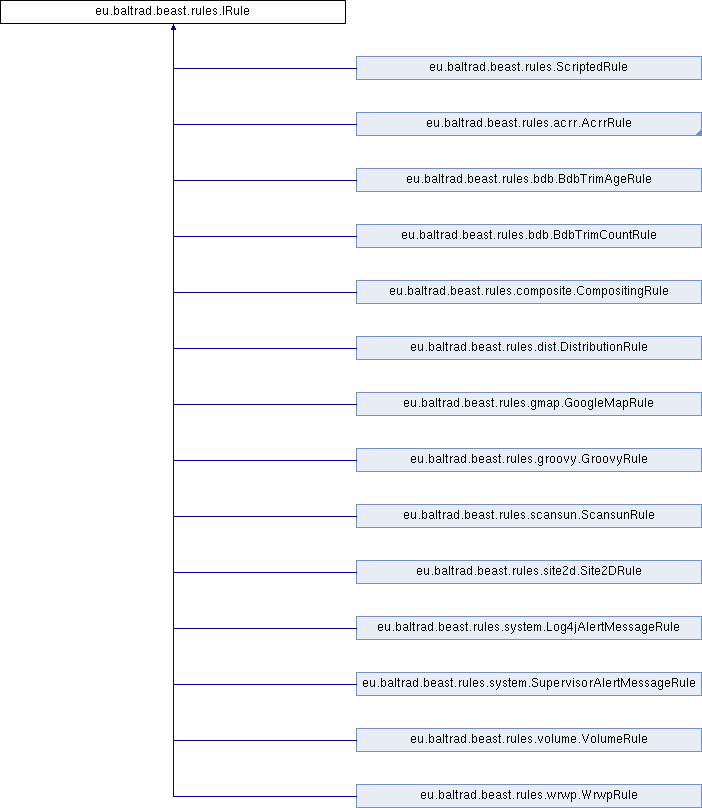 eu.baltrad.beast.rules.IRule
eu.baltrad.beast.rules.ScriptedRule
eu.baltrad.beast.rules.acrr.AcrrRule
eu.baltrad.beast.rules.bdb.BdbTrimAgeRule
eu.baltrad.beast.rules.bdb.BdbTrimCountRule
eu.baltrad.beast.rules.composite.CompositingRule
eu.baltrad.beast.rules.dist.DistributionRule
eu.baltrad.beast.rules.gmap.GoogleMapRule
eu.baltrad.beast.rules.groovy.GroovyRule
eu.baltrad.beast.rules.scansun.ScansunRule
eu.baltrad.beast.rules.site2d.Site2DRule
eu.baltrad.beast.rules.system.Log4jAlertMessageRule
eu.baltrad.beast.rules.system.SupervisorAlertMessageRule
eu.baltrad.beast.rules.volume.VolumeRule
eu.baltrad.beast.rules.wrwp.WrwpRule